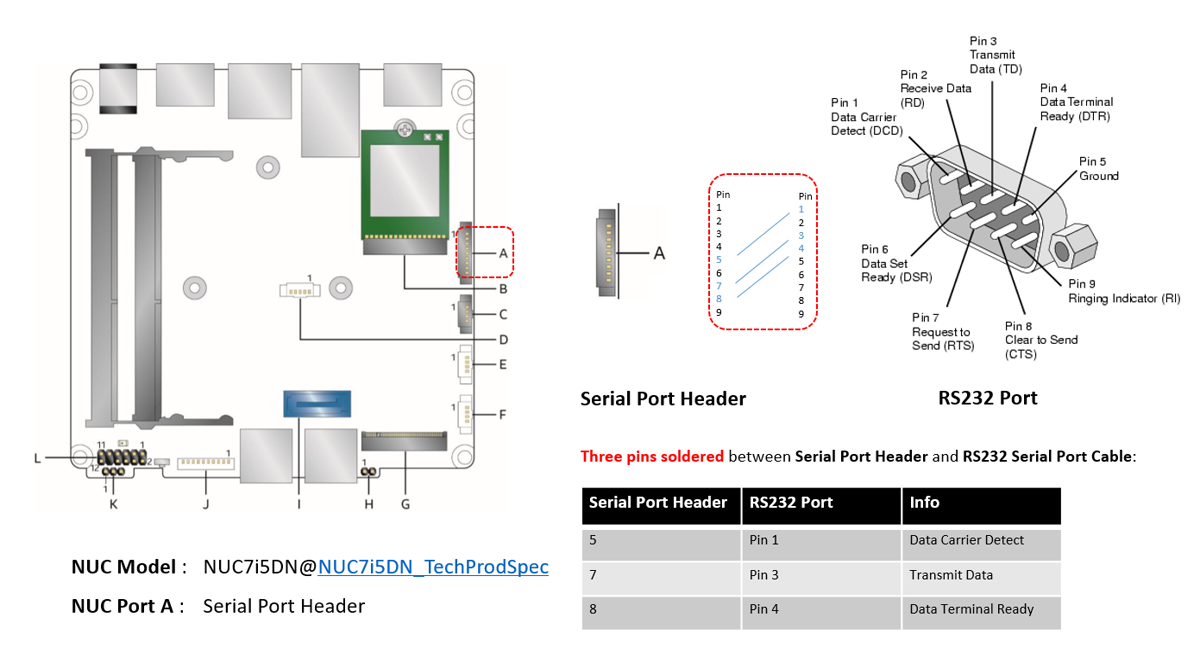 1
A
B
1
C
1
D
1
E
1
F
L
11
1
12
2
1
K
1
J
I
1
H
G
NUC Model : NUC7i5DN@NUC7i5DN_TechProdSpec
NUC Port A : Serial Port Header
A
Pin
1
2
3
4
5
6
7
8
9
Pin
1
2
3
4
5
6
7
8
9
Serial Port Header
Pin 3
Transmit
Data (TD)
Pin 2
Receive Data
(RD)
Pin 4
Data Terminal
Ready (DTR)
Pin 1
Data Carrier
Detect (DCD)
Pin 5
Ground
Pin 6
Data Set
Ready (DSR)
Pin 9
Ringing Indicator (RI)
Pin 7
Request to
Send (RTS)
Pin 8
Clear to Send
(CTS)
RS232 Port
Three pins soldered between Serial Port Header and RS232 Serial Port Cable:
Serial Port Header RS232 Port Info
5 Pin 1 Data Carrier Detect
7 Pin 3 Transmit Data
8 Pin 4 Data Terminal Ready